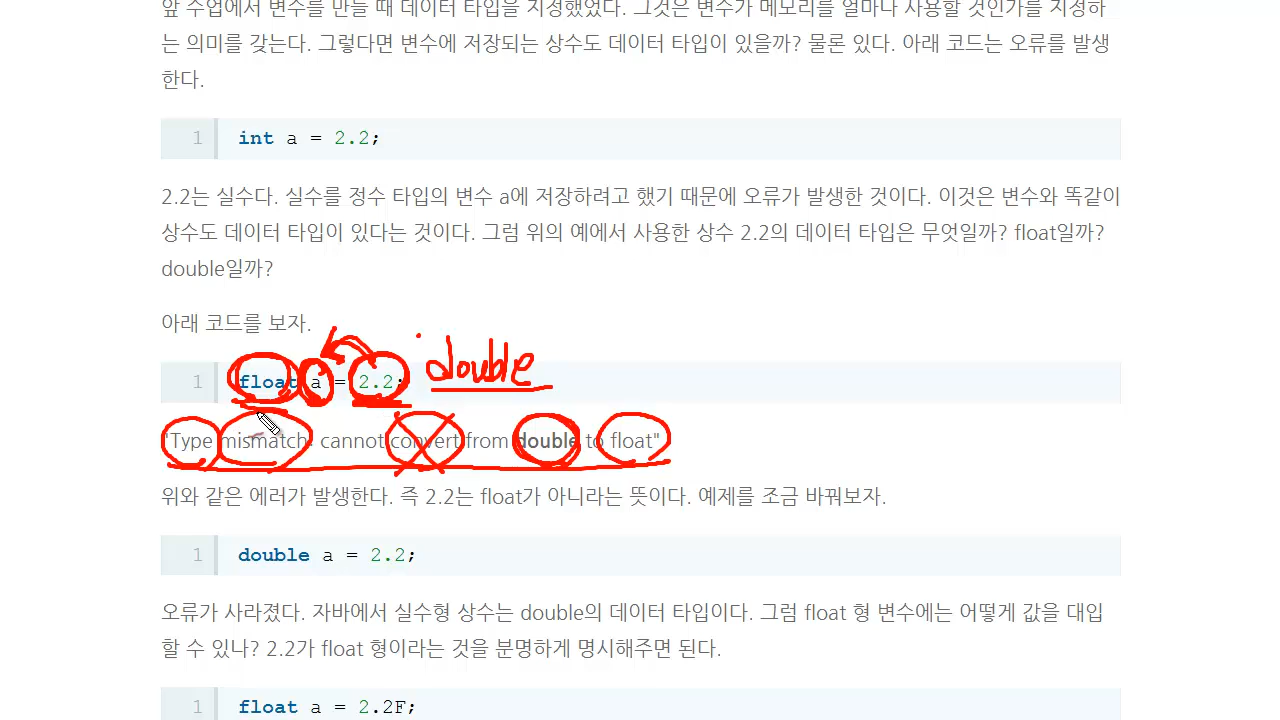 앞 수업에서 변수를 만들 때 데이터 타입을 지정했었다. 그것은 변수가 메모리를 얼마나 사용할 것인가를 지정하
는 의미를 갖는다. 그렇다면 변수에 저장되는 상수도 데이터 타입이 있을까? 물론 있다. 아래 코드는 오류를 발생
한다.
1 int a = 2.2;
2.2는 실수다. 실수를 정수 타입의 변수 a에 저장하려고 했기 때문에 오류가 발생한 것이다. 이것은 변수와 똑같이
상수도 데이터 타입이 있다는 것이다. 그럼 위의 예에서 사용한 상수 2.2의 데이터 타입은 무엇일까? float일까?
double일까?
아래 코드를 보자.
double
1 float a = 2.2;
"Type mismatch: cannot convert from double to float"
위와 같은 에러가 발생한다. 즉 2.2는 float가 아니라는 뜻이다. 예제를 조금 바꿔보자.
1 double a = 2.2;
오류가 사라졌다. 자바에서 실수형 상수는 double의 데이터 타입이다. 그럼 float 형 변수에는 어떻게 값을 대입
할 수 있나? 2.2가 float 형이라는 것을 분명하게 명시해주면 된다.
1 float a = 2.2F;